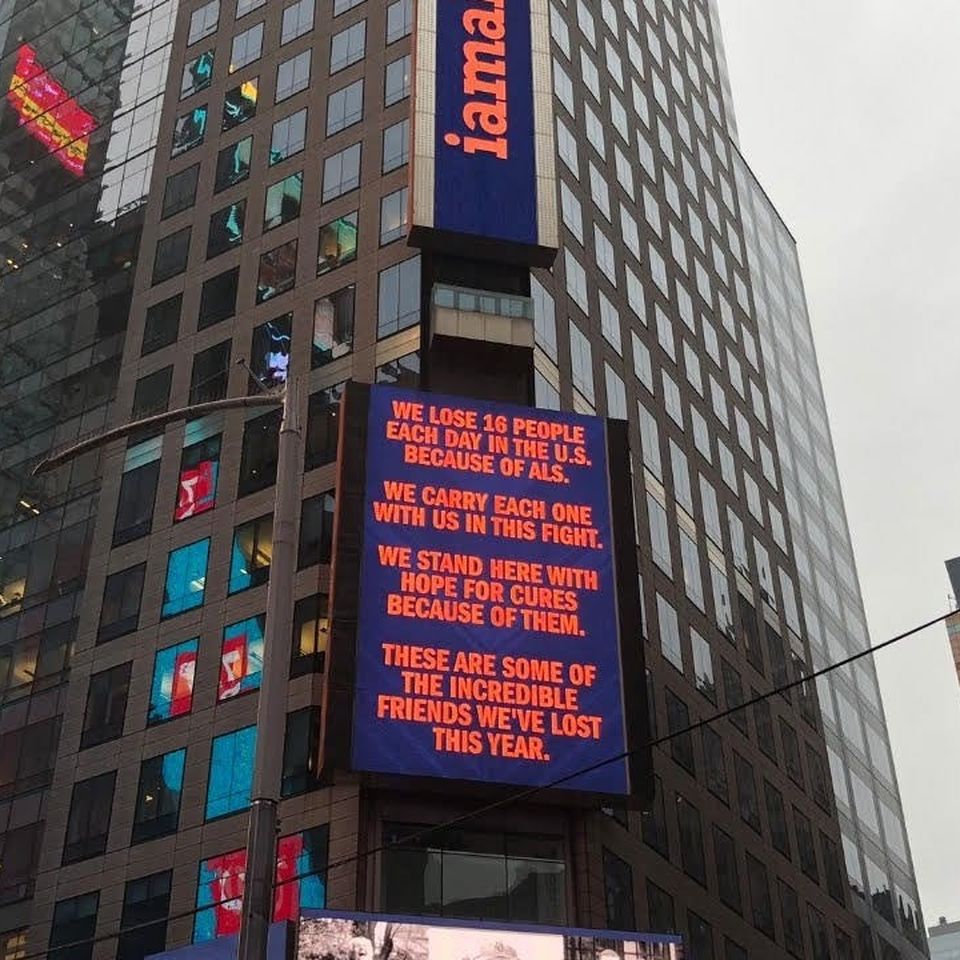 iama
WE LOSE 16 PEOPLE
EACH DAY IN THE U.S.
BECAUSE OF ALS.
WE CARRY EACH ONE
WITH US IN THIS FIGHT.
WE STAND HERE WITH
HOPE FOR CURES
BECAUSE OF THEM.
THESE ARE SOME OF
THE INCREDIBLE
FRIENDS WE'VE LOST
THIS YEAR.